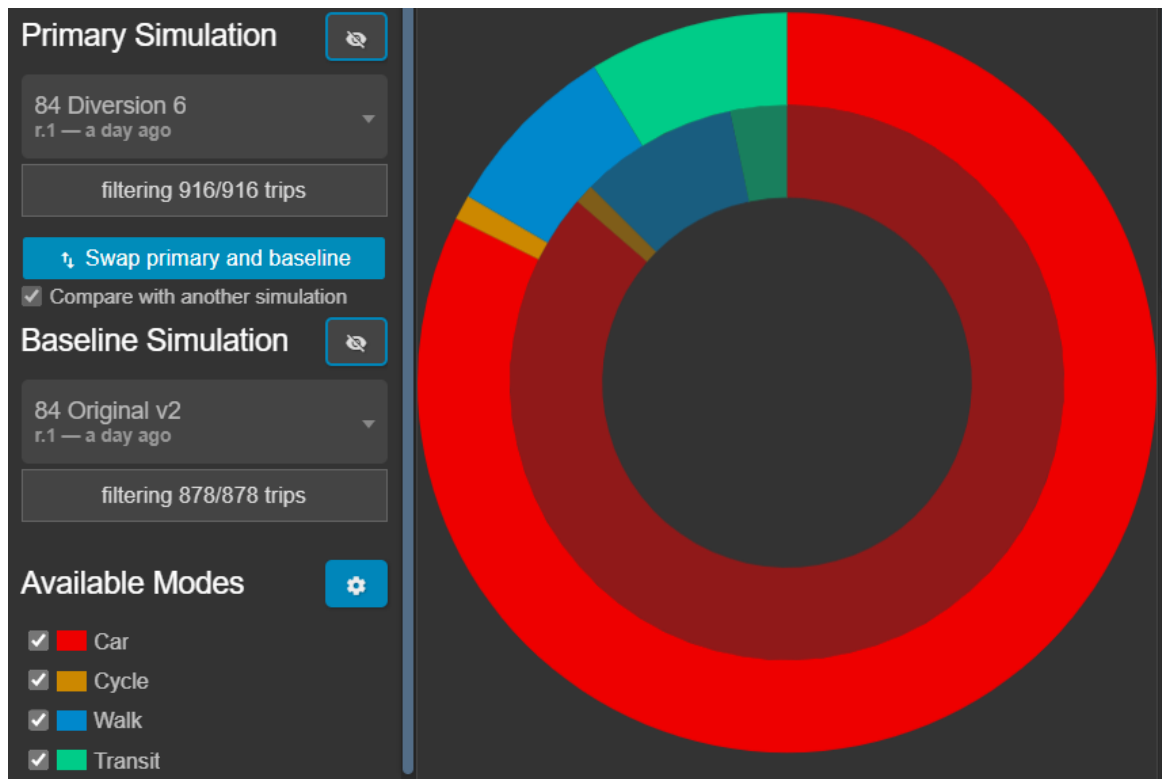 Primary Simulation
84 Diversion 6
r.1 — a day ago
filtering 916/916 trips
Swap primary and baseline
Compare with another simulation
Baseline Simulation
84 Original v2
r.1 — a day ago
filtering 878/878 trips
Available Modes
Car
Cycle
Walk
Transit